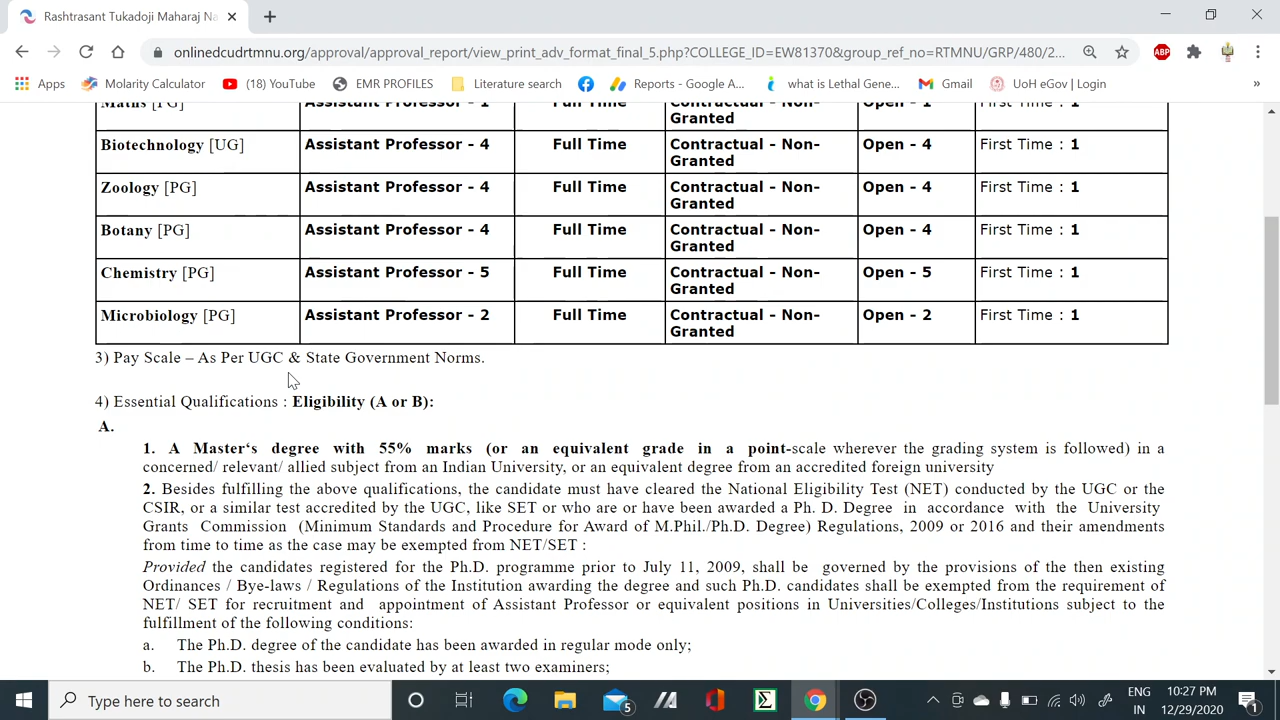 Rashtrasant Tukadoji Maharaj Na
onlinedcudrtmnu.org/approval/approval_report/view_print_adv_format_final_5.php?COLLEGE_ID=EW81370&group_ref_no=RTMNU/GRP/480/2...
ABP
Apps
Molarity Calculator
(18) YouTube
EMR PROFILES
Literature search
Reports - Google A...
what is Lethal Gene...
Gmail
UoH eGov | Login
»
Maths [PG] Assistant Professor - 1 Full Time Contractual - Non-Granted Open - 1 First Time : 1
Biotechnology [UG] Assistant Professor - 4 Full Time Contractual - Non-Granted Open - 4 First Time : 1
Zoology [PG] Assistant Professor - 4 Full Time Contractual - Non-Granted Open - 4 First Time : 1
Botany [PG] Assistant Professor - 4 Full Time Contractual - Non-Granted Open - 4 First Time : 1
Chemistry [PG] Assistant Professor - 5 Full Time Contractual - Non-Granted Open - 5 First Time : 1
Microbiology [PG] Assistant Professor - 2 Full Time Contractual - Non-Granted Open - 2 First Time : 1
3) Pay Scale – As Per UGC & State Government Norms.
4) Essential Qualifications : Eligibility (A or B):
A.
1. A Master‘s degree with 55% marks (or an equivalent grade in a point-scale wherever the grading system is followed) in a
concerned/ relevant/ allied subject from an Indian University, or an equivalent degree from an accredited foreign university
2. Besides fulfilling the above qualifications, the candidate must have cleared the National Eligibility Test (NET) conducted by the UGC or the
CSIR, or a similar test accredited by the UGC, like SET or who are or have been awarded a Ph. D. Degree in accordance with the University
Grants Commission (Minimum Standards and Procedure for Award of M.Phil./Ph.D. Degree) Regulations, 2009 or 2016 and their amendments
from time to time as the case may be exempted from NET/SET :
Provided the candidates registered for the Ph.D. programme prior to July 11, 2009, shall be governed by the provisions of the then existing
Ordinances / Bye-laws / Regulations of the Institution awarding the degree and such Ph.D. candidates shall be exempted from the requirement of
NET/ SET for recruitment and appointment of Assistant Professor or equivalent positions in Universities/Colleges/Institutions subject to the
fulfillment of the following conditions:
a. The Ph.D. degree of the candidate has been awarded in regular mode only;
b. The Ph.D. thesis has been evaluated by at least two examiners;
Type here to search
5
ENG
IN
10:27 PM
12/29/2020
1